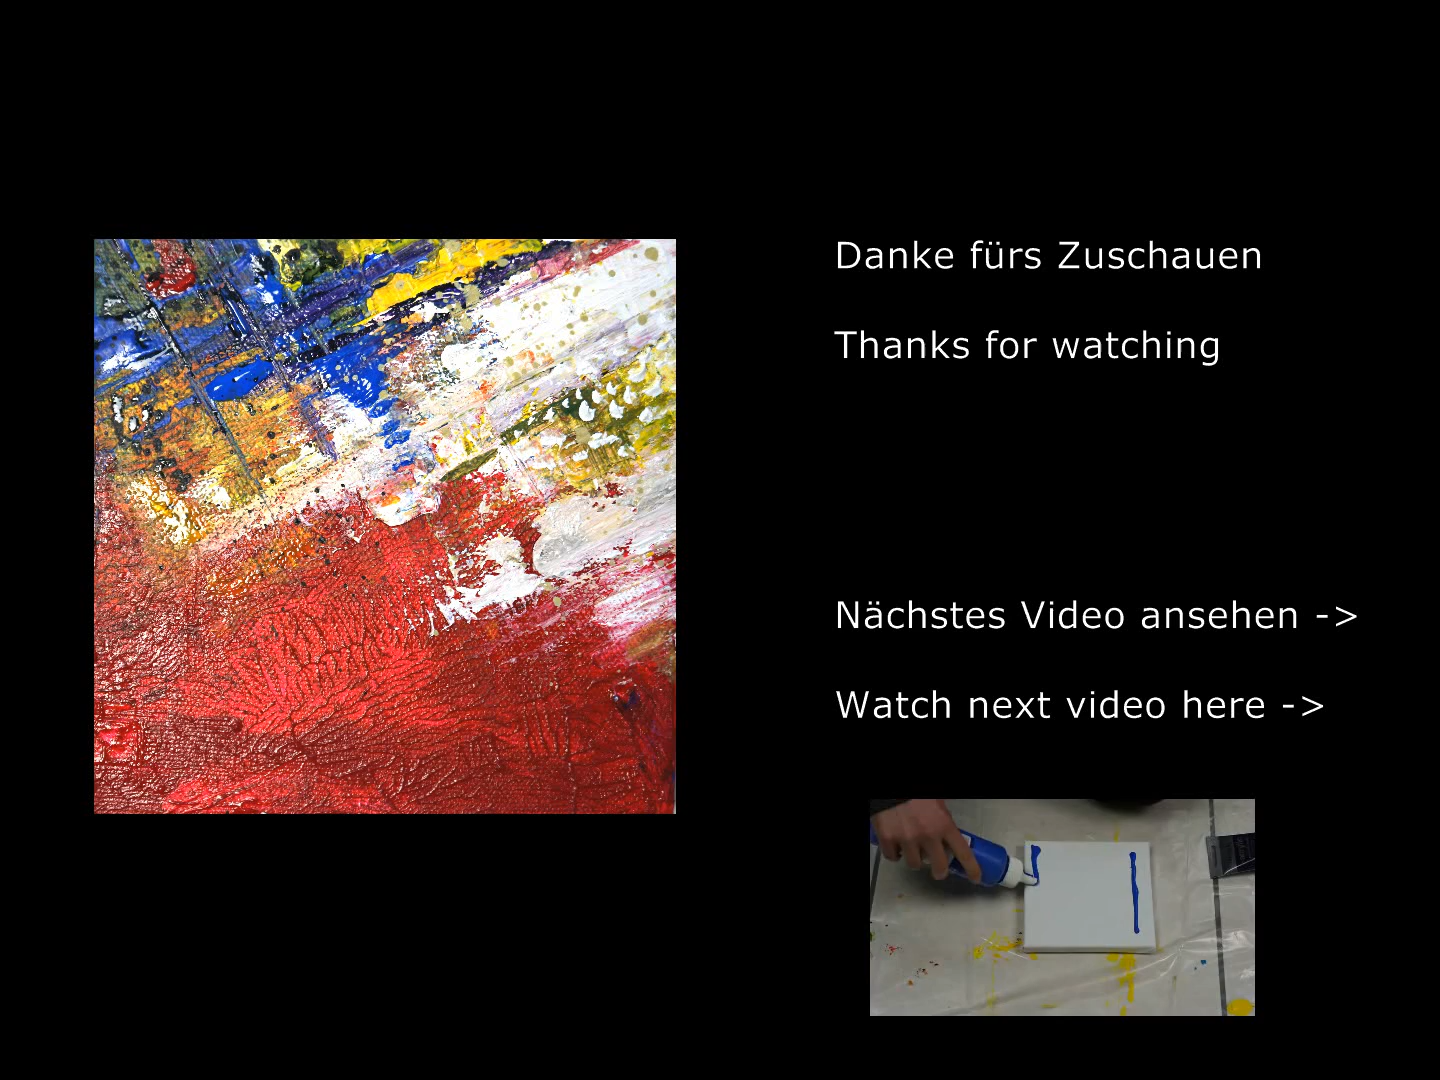 Danke fürs Zuschauen
Thanks for watching
Nächstes Video ansehen ->
Watch next video here ->